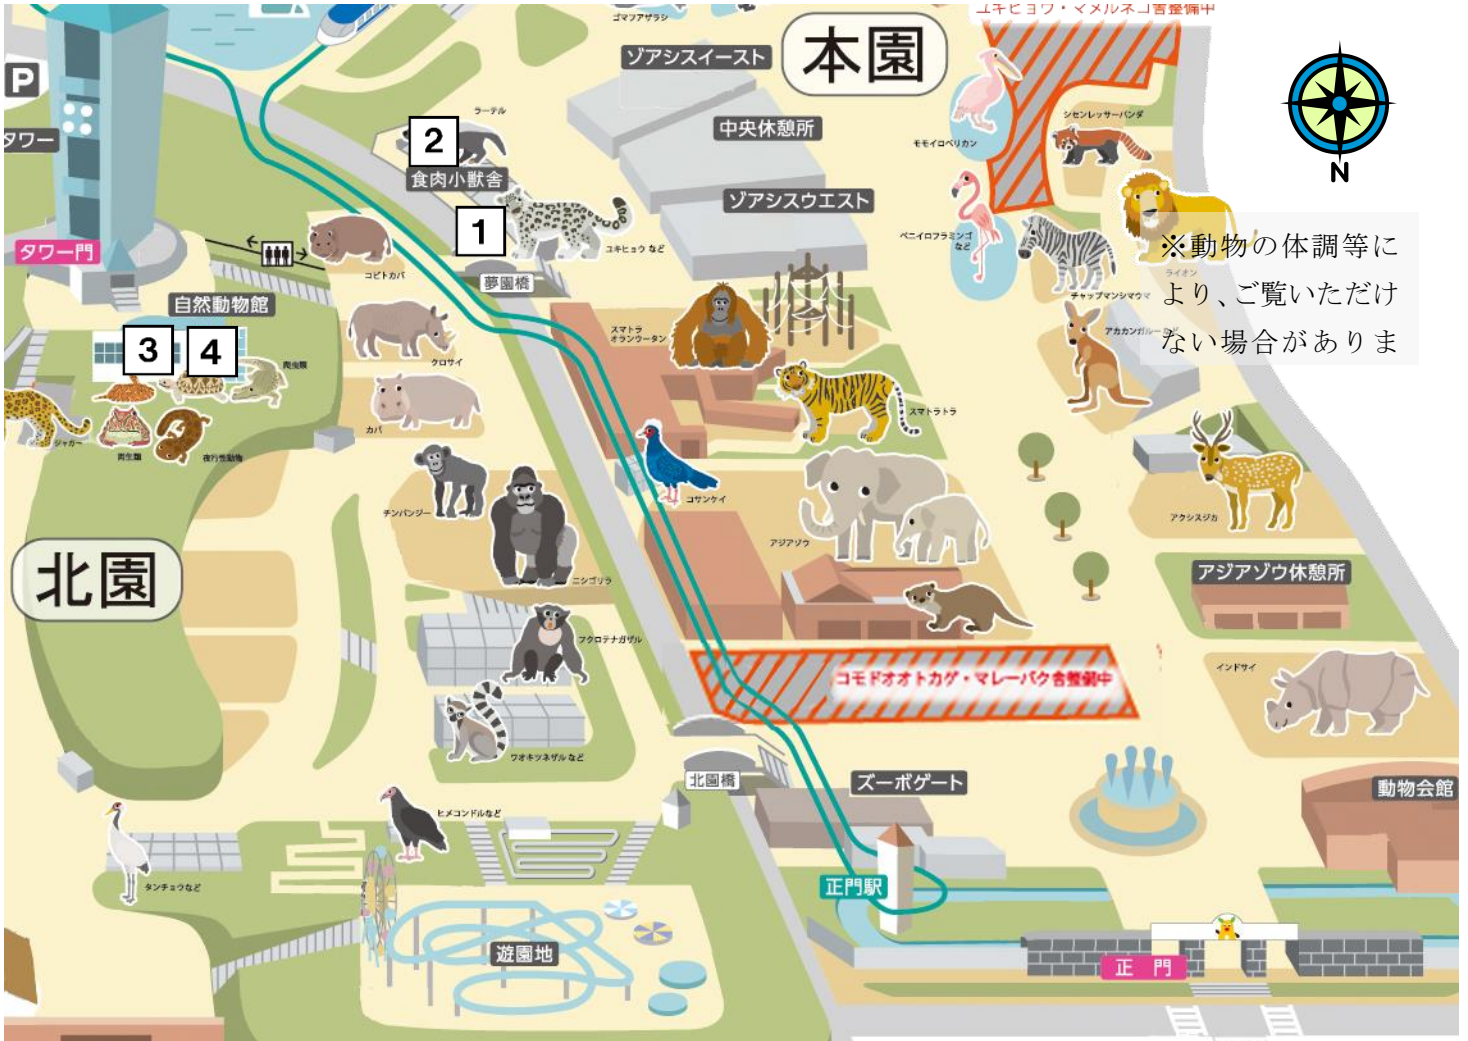 ユキヒョウ・マヌルネコ舎整備中
ゴマフアザラシ
本園
ゾアシスイースト
P
ラーテル
シセンレッサーパンダ
タワー
2
中央休憩所
モモイロペリカン
食肉小獣舎
N
ゾアシスウエスト
1
ユキヒョウ など
ベニイロフラミンゴ
など
タワー門
コビトカバ
夢園橋
※動物の体調等に
ライオン
チャップマンシマウマ
より、ご覧いただけ
自然動物館
スマトラ
オランウータン
アカカンガルーなど
ない場合がありま
3
4
爬虫類
クロサイ
スマトラトラ
カバ
ジャガー
両生類
夜行性動物
コサンケイ
チンパンジー
アクシスジカ
アジアゾウ
北園
ニシゴリラ
アジアゾウ休憩所
フクロテナガザル
インドサイ
コモドオオトカゲ・マレーバク舎整備中
ワオキツネザルなど
北園橋
ズーボゲート
動物会館
ヒメコンドルなど
タンチョウなど
正門駅
遊園地
正 門